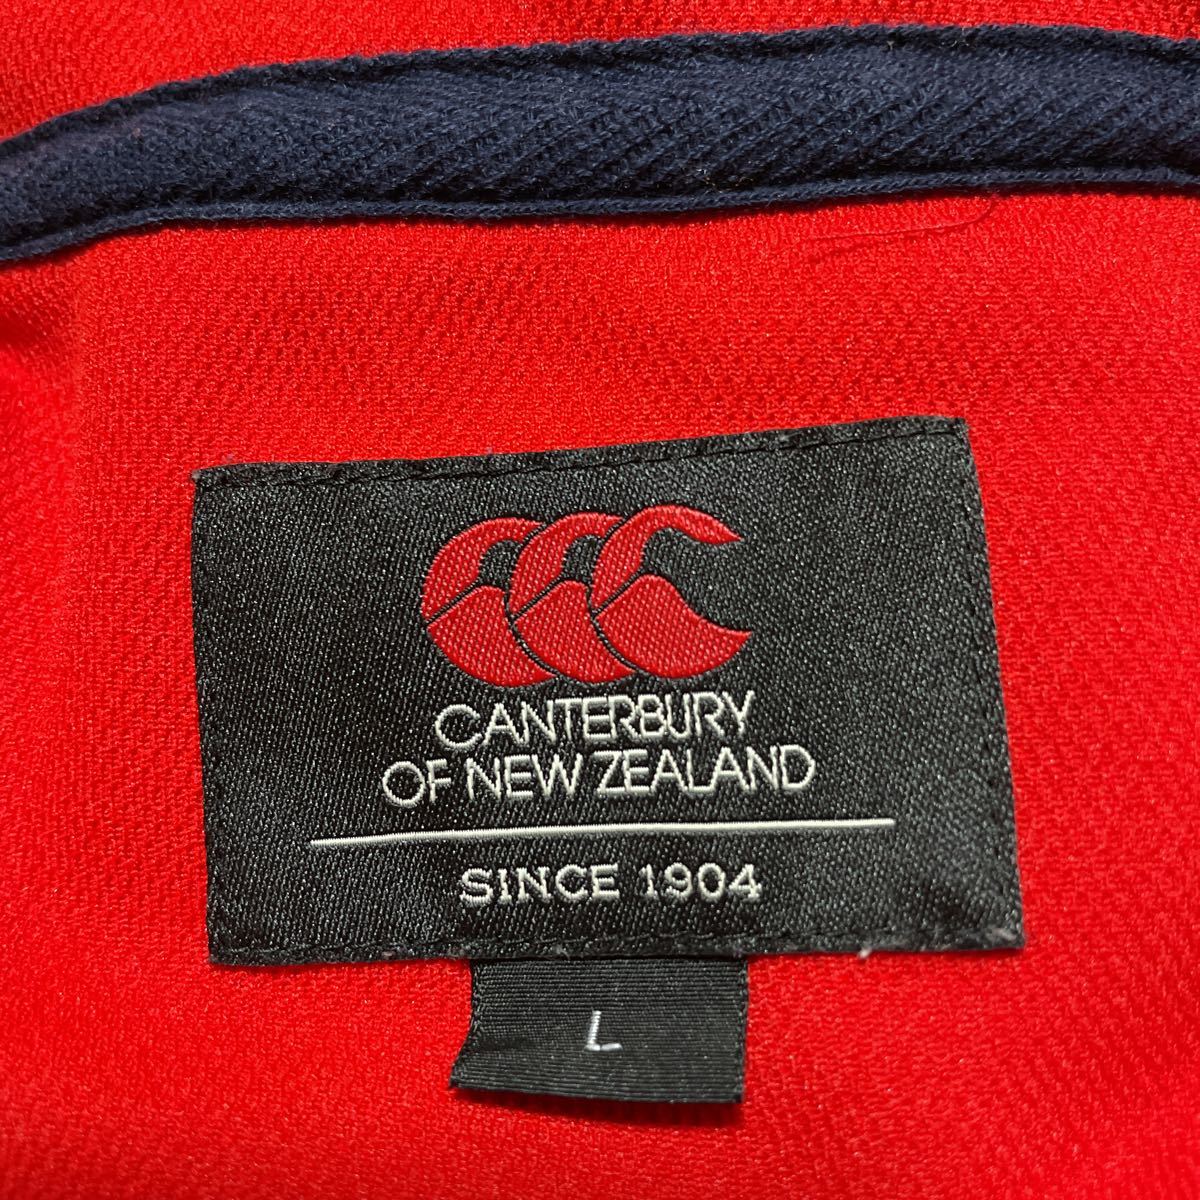 CANTERBURY
OF NEW ZEALAND
SINCE 1904
L